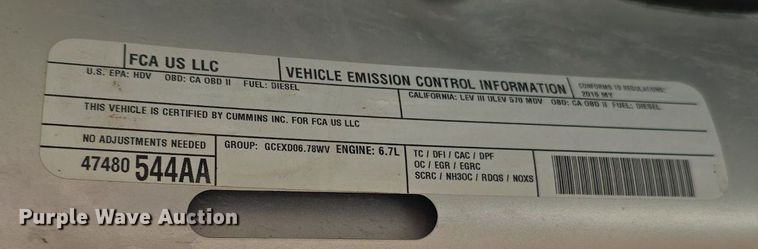 FCA US LLC
VEHICLE EMISSION CONTROL INFORMATION
CONFORMS TO REGULATIONS:
2016 MY
U.S. EPA: HDV OBD: CA OBD II FUEL: DIESEL
CALIFORNIA: LEV III ULEV 570 MDV OBD: CA OBD II FUEL: DIESEL
THIS VEHICLE IS CERTIFIED BY CUMMINS INC. FOR FCA US LLC
NO ADJUSTMENTS NEEDED
47480 544AA
GROUP: GCEXD06.78WV ENGINE: 6.7L
TC / DFI / CAC / DPF
OC / EGR / EGRC
SCRC / NH3OC / RDQS / NOXS
Purple Wave Auction